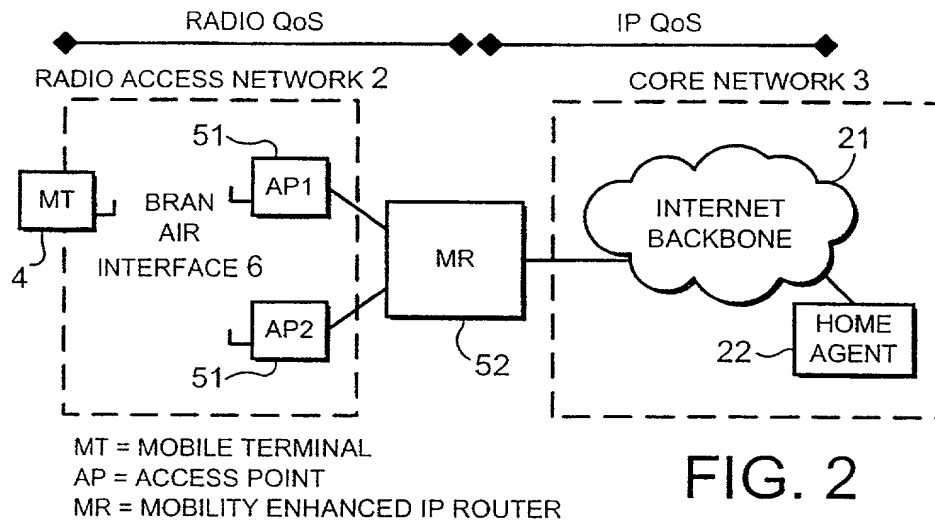 RADIO QoS
IP QoS
RADIO ACCESS NETWORK 2
CORE NETWORK 3
51
21
MT
AP1
BRAN
AIR
INTERFACE 6
4
MR
INTERNET
BACKBONE
AP2
51
52
22
HOME
AGENT
MT = MOBILE TERMINAL
AP = ACCESS POINT
MR = MOBILITY ENHANCED IP ROUTER
FIG. 2